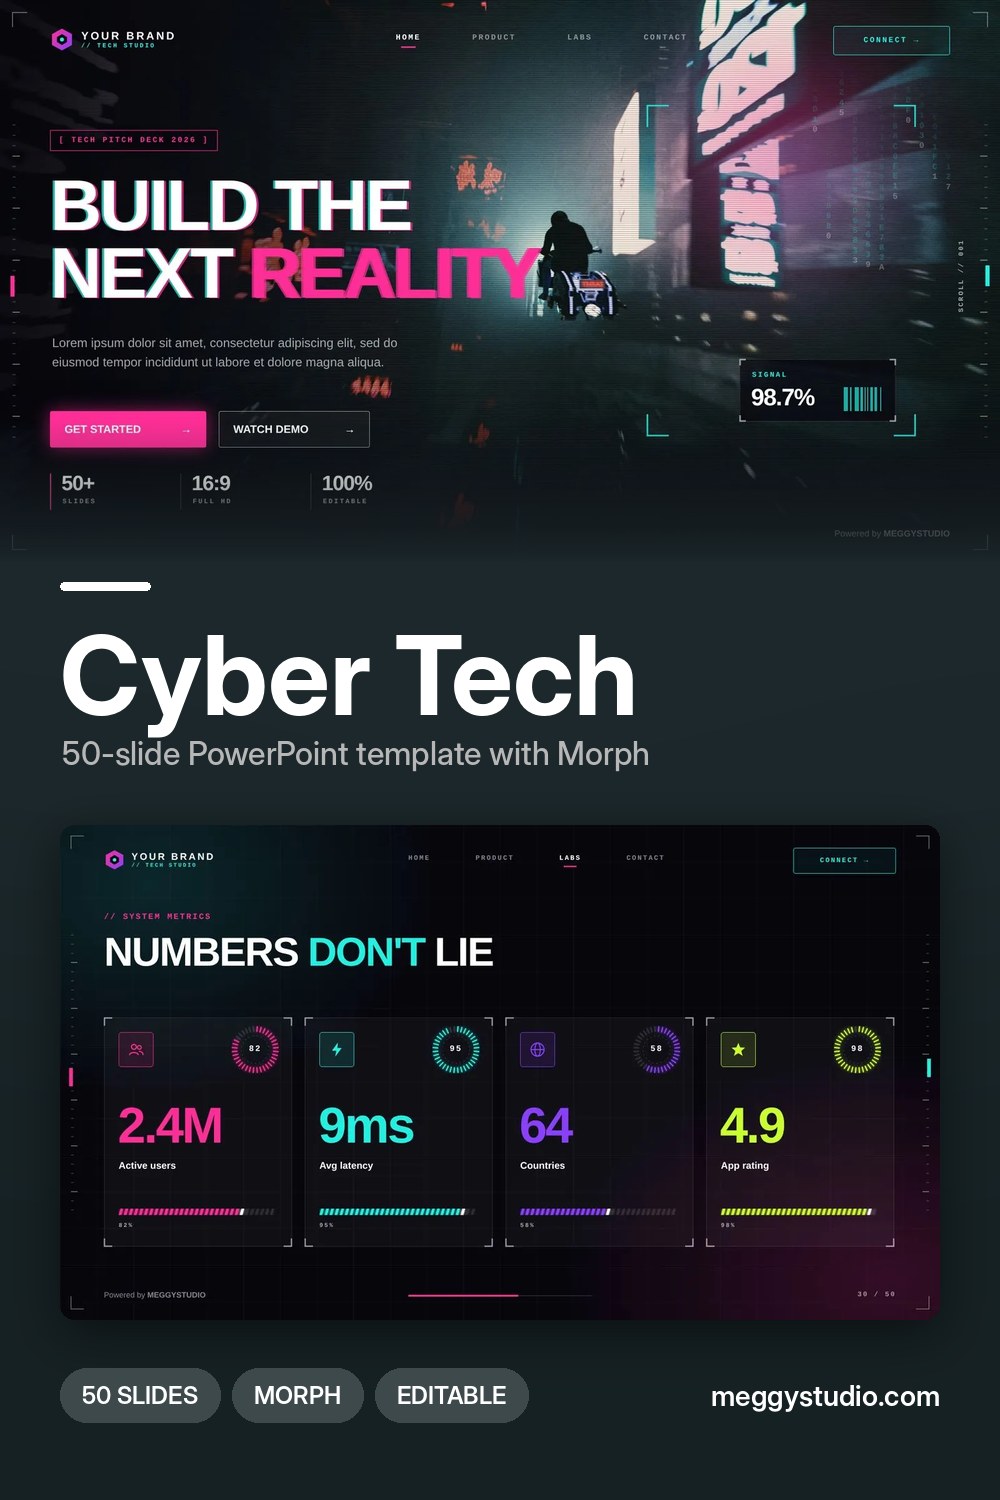 YOUR BRAND
// TECH STUDIO
HOME
PRODUCT
LABS
CONTACT
CONNECT →
[ TECH PITCH DECK 2026 ]
BUILD THE
NEXT REALITY
Lorem ipsum dolor sit amet, consectetur adipiscing elit, sed do
eiusmod tempor incididunt ut labore et dolore magna aliqua.
GET STARTED →
WATCH DEMO →
50+
SLIDES
16:9
FULL HD
100%
EDITABLE
SIGNAL
98.7%
SCROLL // 001
Powered by MEGGYSTUDIO
Cyber Tech
50-slide PowerPoint template with Morph
YOUR BRAND
// TECH STUDIO
HOME
PRODUCT
LABS
CONTACT
CONNECT →
// SYSTEM METRICS
NUMBERS DON'T LIE
82
2.4M
Active users
82%
95
9ms
Avg latency
95%
58
64
Countries
58%
98
4.9
App rating
98%
Powered by MEGGYSTUDIO
30 / 50
50 SLIDES
MORPH
EDITABLE
meggystudio.com